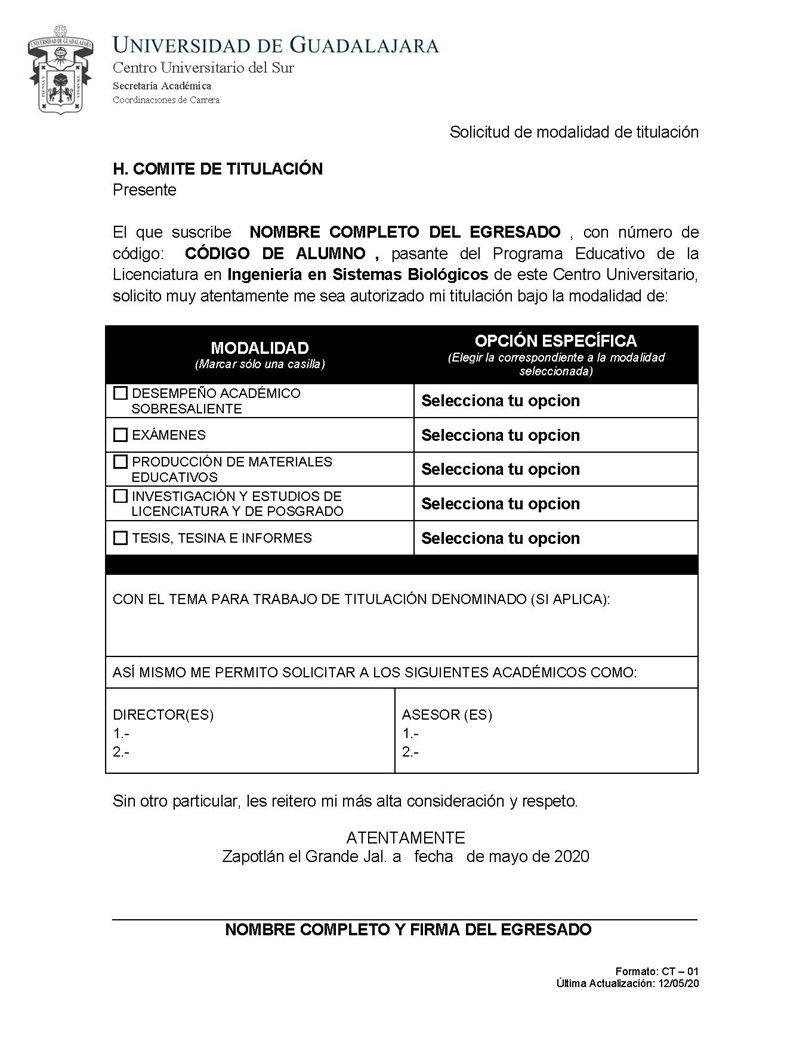 UNIVERSIDAD DE GUADALAJARA
Centro Universitario del Sur
Secretaría Académica
Coordinaciones de Carrera
Solicitud de modalidad de titulación
H. COMITE DE TITULACIÓN
Presente
El que suscribe NOMBRE COMPLETO DEL EGRESADO , con número de
código: CÓDIGO DE ALUMNO , pasante del Programa Educativo de la
Licenciatura en Ingeniería en Sistemas Biológicos de este Centro Universitario,
solicito muy atentamente me sea autorizado mi titulación bajo la modalidad de:
MODALIDAD
(Marcar sólo una casilla)
OPCIÓN ESPECÍFICA
(Elegir la correspondiente a la modalidad
seleccionada)
DESEMPEÑO ACADÉMICO
SOBRESALIENTE
Selecciona tu opcion
EXÁMENES
Selecciona tu opcion
PRODUCCIÓN DE MATERIALES
EDUCATIVOS
Selecciona tu opcion
INVESTIGACIÓN Y ESTUDIOS DE
LICENCIATURA Y DE POSGRADO
Selecciona tu opcion
TESIS, TESINA E INFORMES
Selecciona tu opcion
CON EL TEMA PARA TRABAJO DE TITULACIÓN DENOMINADO (SI APLICA):
ASÍ MISMO ME PERMITO SOLICITAR A LOS SIGUIENTES ACADÉMICOS COMO:
DIRECTOR(ES)
1.-
2.-
ASESOR (ES)
1.-
2.-
Sin otro particular, les reitero mi más alta consideración y respeto.
ATENTAMENTE
Zapotlán el Grande Jal. a fecha de mayo de 2020
NOMBRE COMPLETO Y FIRMA DEL EGRESADO
Formato: CT – 01
Última Actualización: 12/05/20